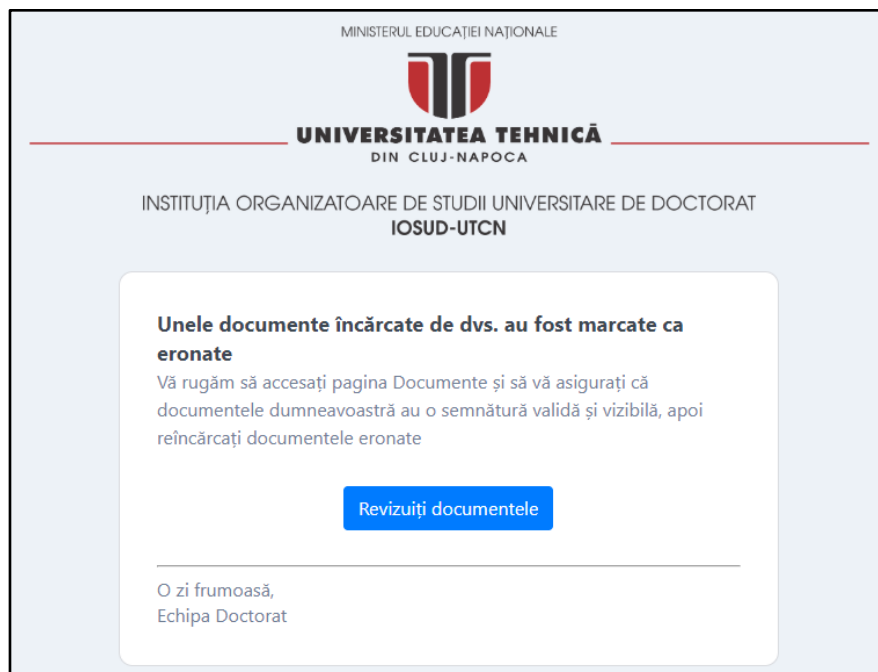 MINISTERUL EDUCAȚIEI NAȚIONALE
UNIVERSITATEA TEHNICĂ
DIN CLUJ-NAPOCA
INSTITUȚIA ORGANIZATOARE DE STUDII UNIVERSITARE DE DOCTORAT
IOSUD-UTCN
Unele documente încărcate de dvs. au fost marcate ca
eronate
Vă rugăm să accesați pagina Documente și să vă asigurați că
documentele dumneavoastră au o semnătură validă și vizibilă, apoi
reîncărcați documentele eronate
Revizuiți documentele
O zi frumoasă,
Echipa Doctorat